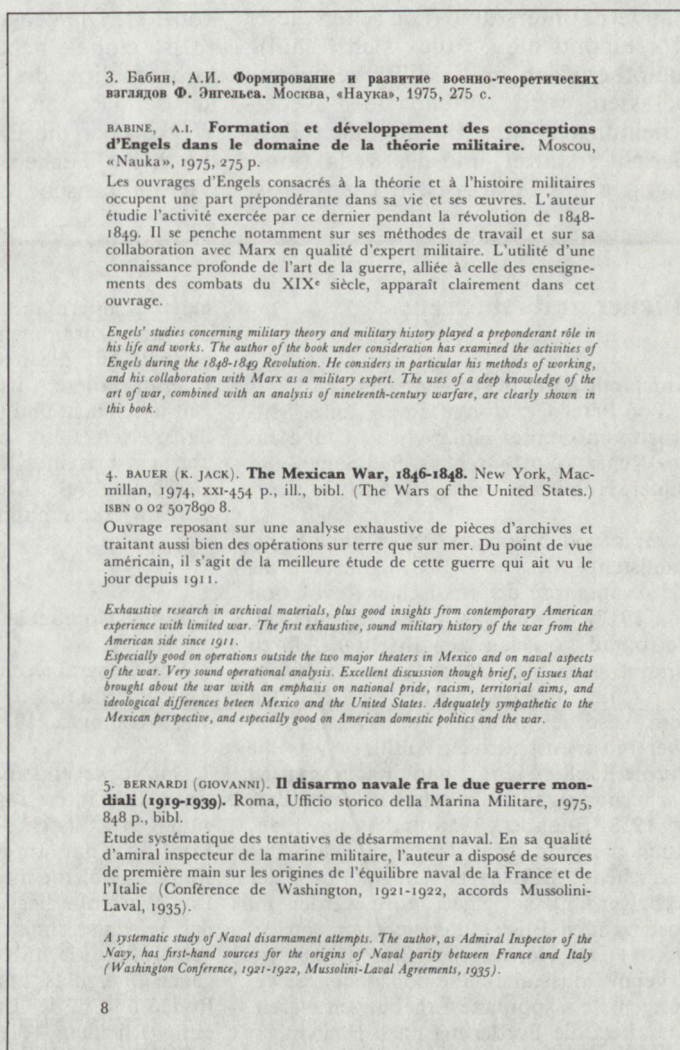 3. Бабин, А.И. Формирование и развитие военно-теоретических
взглядов Ф. Энгельса. Москва, «Наука», 1975, 275 с.
BABINE, A.I. Formation et développement des conceptions
d'Engels dans le domaine de la théorie militaire. Moscou,
«Nauka», 1975, 275 p.
Les ouvrages d'Engels consacrés à la théorie et à l'histoire militaires
occupent une part prépondérante dans sa vie et ses œuvres. L'auteur
étudie l'activité exercée par ce dernier pendant la révolution de 1848-
1849. Il se penche notamment sur ses méthodes de travail et sur sa
collaboration avec Marx en qualité d'expert militaire. L'utilité d'une
connaissance profonde de l'art de la guerre, alliée à celle des enseigne-
ments des combats du XIXe siècle, apparaît clairement dans cet
ouvrage.
Engels' studies concerning military theory and military history played a preponderant rôle in
his life and works. The author of the book under consideration has examined the activities of
Engels during the 1848-1849 Revolution. He considers in particular his methods of working,
and his collaboration with Marx as a military expert. The uses of a deep knowledge of the
art of war, combined with an analysis of nineteenth-century warfare, are clearly shown in
this book.
4. BAUER (K. JACK). The Mexican War, 1846-1848. New York, Mac-
millan, 1974, XXI-454 p., ill., bibl. (The Wars of the United States.)
ISBN 0 02 507890 8.
Ouvrage reposant sur une analyse exhaustive de pièces d'archives et
traitant aussi bien des opérations sur terre que sur mer. Du point de vue
américain, il s'agit de la meilleure étude de cette guerre qui ait vu le
jour depuis 1911.
Exhaustive research in archival materials, plus good insights from contemporary American
experience with limited war. The first exhaustive, sound military history of the war from the
American side since 1911.
Especially good on operations outside the two major theaters in Mexico and on naval aspects
of the war. Very sound operational analysis. Excellent discussion though brief, of issues that
brought about the war with an emphasis on national pride, racism, territorial aims, and
ideological differences beteen Mexico and the United States. Adequately sympathetic to the
Mexican perspective, and especially good on American domestic politics and the war.
5. BERNARDI (GIOVANNI). Il disarmo navale fra le due guerre mon-
diali (1919-1939). Roma, Ufficio storico della Marina Militare, 1975,
848 p., bibl.
Etude systématique des tentatives de désarmement naval. En sa qualité
d'amiral inspecteur de la marine militaire, l'auteur a disposé de sources
de première main sur les origines de l'équilibre naval de la France et de
l'Italie (Conférence de Washington, 1921-1922, accords Mussolini-
Laval, 1935).
A systematic study of Naval disarmament attempts. The author, as Admiral Inspector of the
Navy, has first-hand sources for the origins of Naval parity between France and Italy
(Washington Conference, 1921-1922, Mussolini-Laval Agreements, 1935).
8